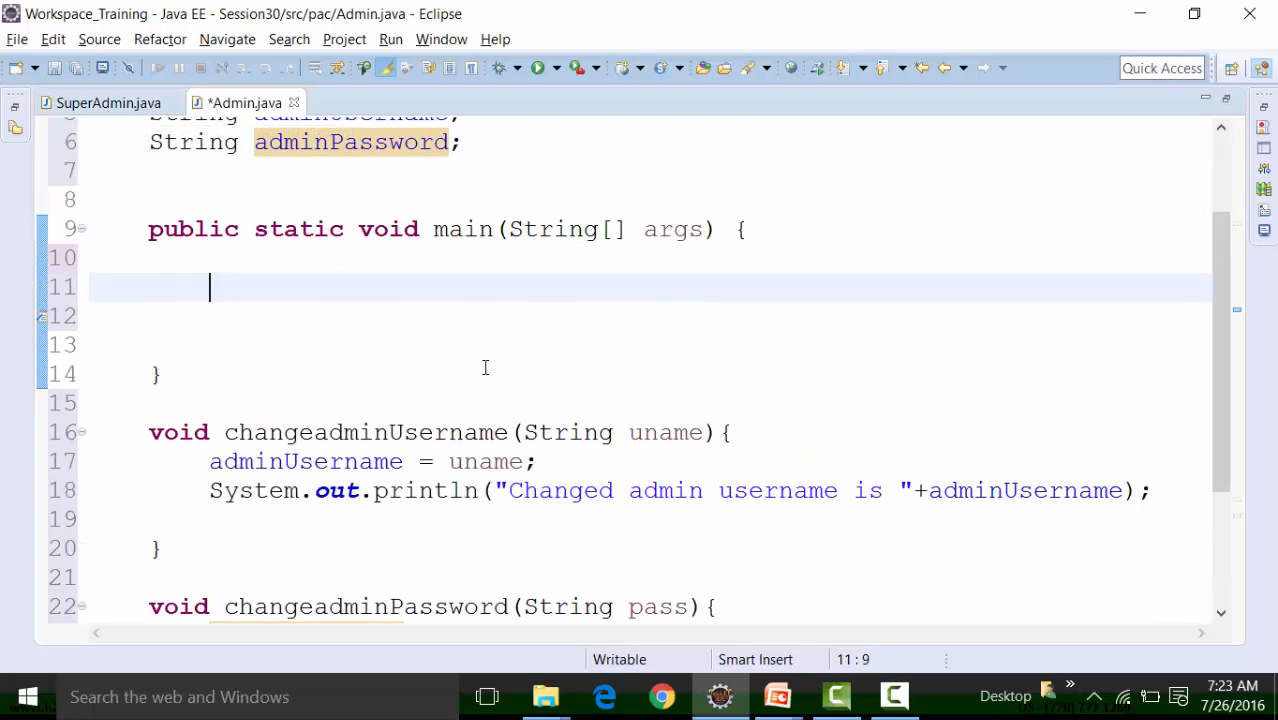 Workspace_Training - Java EE - Session30/src/pac/Admin.java - Eclipse
File Edit Source Refactor Navigate Search Project Run Window Help
Quick Access
SuperAdmin.java *Admin.java
String adminUsername;
6 String adminPassword;
7
8
9 public static void main(String[] args) {
10
11
12
13
14 }
15
16 void changeadminUsername(String uname){
17 adminUsername = uname;
18 System.out.println("Changed admin username is "+adminUsername);
19
20 }
21
22 void changeadminPassword(String pass){
Writable Smart Insert 11 : 9
Search the web and Windows
Desktop
7:23 AM
7/26/2016